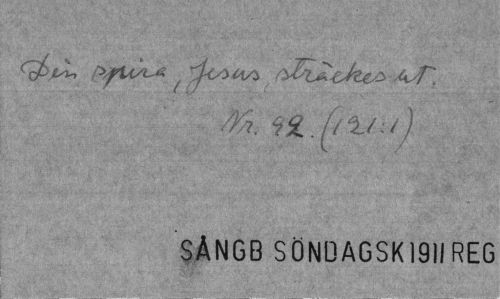 Din spira, Jesus, sträckes ut.
Nr. 92. (121:1)
SÅNGB SÖNDAGSK 1911 REG